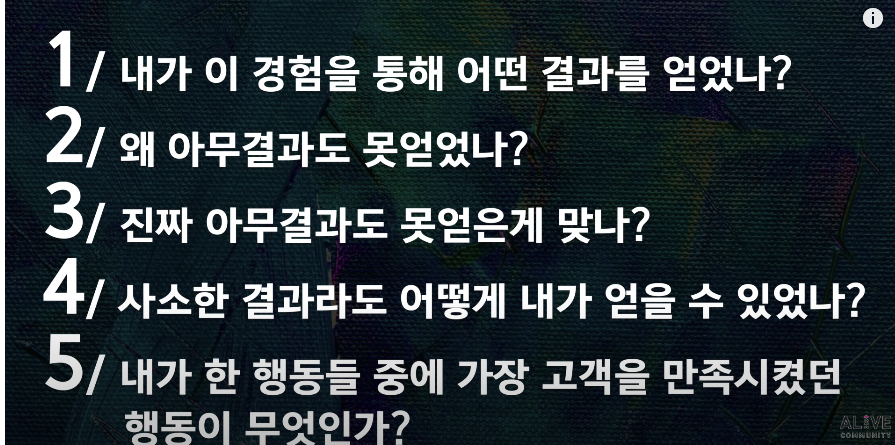 1/ 내가 이 경험을 통해 어떤 결과를 얻었나?
2/ 왜 아무결과도 못얻었나?
3/ 진짜 아무결과도 못얻은게 맞나?
4/ 사소한 결과라도 어떻게 내가 얻을 수 있었나?
5/ 내가 한 행동들 중에 가장 고객을 만족시켰던
행동이 무엇인가?
ALIVE
COMMUNITY